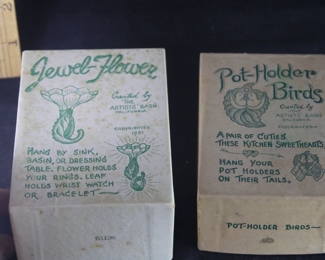 Jewel-Flower
Created by
THE
ARTISTS' BARN
CALIFORNIA
HANG BY SINK,
BASIN, OR DRESSING
TABLE. FLOWER HOLDS
YOUR RINGS. LEAF
HOLDS WRIST WATCH
OR BRACELET—
Pot-Holder
Birds
Created by
ARTISTS BARN
CALIFORNIA
A PAIR OF CUTIES
THESE KITCHEN SWEETHEARTS
HANG YOUR
POT HOLDERS
ON THEIR TAILS.
POT-HOLDER BIRDS—